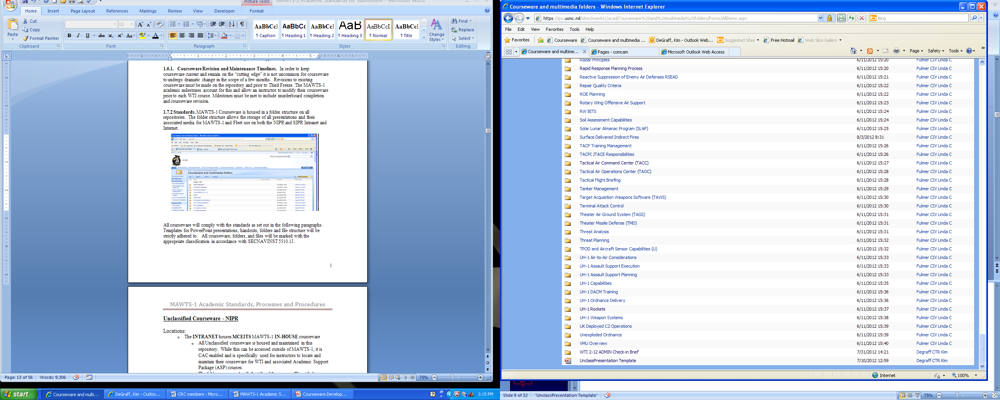 Picture Tools
MAWTS-1 Academic Standards for submission - Microsoft Word
Home Insert Page Layout References Mailings Review View Developer Format
Paste
Cut
Copy
Format Painter
Clipboard
12
Font
Paragraph
AaBbCcI AaBbCc AaBbCcI AaB AaBbCcI AaBbCcI
¶ Caption ¶ Heading 1 ¶ Heading 2 ¶ Heading 3 ¶ Normal ¶ Title
Change Styles
Styles
Find
Replace
Select
Editing
1.6.1. Courseware Revision and Maintenance Timelines. In order to keep
courseware current and remain on the “cutting edge” it is not uncommon for courseware
to undergo dramatic change in the scope of a few months. Revisions to existing
courseware must be made on the repository and prior to Third Freeze. The MAWTS-1
academic milestones account for this and allow an instructor to modify their courseware
prior to each WTI course. Milestones must be met to include murderboard completion
and courseware revision.
1.7.2 Standards. MAWTS-1 Courseware is housed in a folder structure on all
repositories. The folder structure allows the storage of all presentations and their
associated media for MAWTS-1 and Fleet use on both the NIPR and SIPR Intranet and
Internet.
ACAD
Courseware and multimedia folders
All courseware will comply with the standards as set out in the following paragraphs.
Templates for PowerPoint presentations, handouts, folders and file structure will be
strictly adhered to. All courseware, folders, and files will be marked with the
appropriate classification in accordance with SECNAVINST 5510.1J.
8
MAWTS-1 Academic Standards, Processes and Procedures
Unclassified Courseware - NIPR
Locations:
o The INTRANET houses MCEITS MAWTS-1 IN-HOUSE courseware
o All Unclassified courseware is housed and maintained in this
repository. While this can be accessed outside of MAWTS-1, it is
CAC enabled and is specifically used for instructors to locate and
maintain their courseware for WTI and associated Academic Support
Package (ASP) courses.
Page: 13 of 56 Words: 9,306 75%
start Courseware and multi... DeGraff, Kim - Outloo... CRC members - Micro... MAWTS-1 Academic S... Courseware Develop... 3:15 PM
Courseware and multimedia folders - Windows Internet Explorer
https://ips.usmc.mil/sites/mawts1/acad/Courseware%20and%20multimedia%20folders/Forms/AllItems.aspx
Bing
File Edit View Favorites Tools Help
Favorites Courseware Courseware and multimedia ... DeGraff, Kim - Outlook Web... Suggested Sites Free Hotmail Web Slice Gallery
Courseware and multime... Pages - comcam Microsoft Outlook Web Access Page Safety Tools
Radar Principles 6/11/2012 15:20 Fulmer CIV Linda C
Rapid Response Planning Process 6/11/2012 15:20 Fulmer CIV Linda C
Reactive Suppression of Enemy Air Defenses RSEAD 6/11/2012 15:21 Fulmer CIV Linda C
Repair Quality Criteria 6/11/2012 15:22 Fulmer CIV Linda C
ROE Planning 6/11/2012 15:22 Fulmer CIV Linda C
Rotary Wing Offensive Air Support 6/11/2012 15:23 Fulmer CIV Linda C
RW BITS 6/11/2012 15:24 Fulmer CIV Linda C
Soil Assessment Capabilities 6/11/2012 15:24 Fulmer CIV Linda C
Solar Lunar Almanac Program (SLAP) 6/11/2012 15:25 Fulmer CIV Linda C
Surface Delivered Indirect Fires 8/3/2012 8:31 Fulmer CIV Linda C
TACP Training Management 6/11/2012 15:26 Fulmer CIV Linda C
TACPI JTACE Responsibilities 6/11/2012 15:26 Fulmer CIV Linda C
Tactical Air Command Center (TACC) 6/11/2012 15:27 Fulmer CIV Linda C
Tactical Air Operations Center (TAOC) 6/11/2012 15:28 Fulmer CIV Linda C
Tactical Flight Briefing 6/11/2012 15:28 Fulmer CIV Linda C
Tanker Management 6/11/2012 15:29 Fulmer CIV Linda C
Target Acquisition Weapons Software (TAWS) 6/11/2012 15:30 Fulmer CIV Linda C
Terminal Attack Control 6/11/2012 15:30 Fulmer CIV Linda C
Theater Air Ground System (TAGS) 6/11/2012 15:31 Fulmer CIV Linda C
Theater Missile Defense (TMD) 6/11/2012 15:31 Fulmer CIV Linda C
Threat Analysis 6/11/2012 15:31 Fulmer CIV Linda C
Threat Planning 6/11/2012 15:32 Fulmer CIV Linda C
TPOD and Aircraft Sensor Capabilities (U) 6/11/2012 15:32 Fulmer CIV Linda C
UH-1 Air-to-Air Considerations 6/11/2012 15:33 Fulmer CIV Linda C
UH-1 Assault Support Execution 6/11/2012 15:33 Fulmer CIV Linda C
UH-1 Assault Support Planning 6/11/2012 15:33 Fulmer CIV Linda C
UH-1 Capabilities 6/11/2012 15:35 Fulmer CIV Linda C
UH-1 DACM Training 6/11/2012 15:36 Fulmer CIV Linda C
UH-1 Ordnance Delivery 6/11/2012 15:36 Fulmer CIV Linda C
UH-1 Rockets 6/11/2012 15:37 Fulmer CIV Linda C
UH-1 Weapon Systems 6/11/2012 15:38 Fulmer CIV Linda C
UK Deployed C2 Operations 6/11/2012 15:39 Fulmer CIV Linda C
Unexploded Ordnance 6/11/2012 15:39 Fulmer CIV Linda C
VMU Overview 6/11/2012 15:40 Fulmer CIV Linda C
WTI 2-12 ADMIN Check-in Brief 7/31/2012 14:21 Degraff CTR Kim
UnclassPresentation Template 7/10/2012 12:59 Degraff CTR Kim
Internet 100%
Slide 9 of 32 "UnclassPresentation Template" 75%